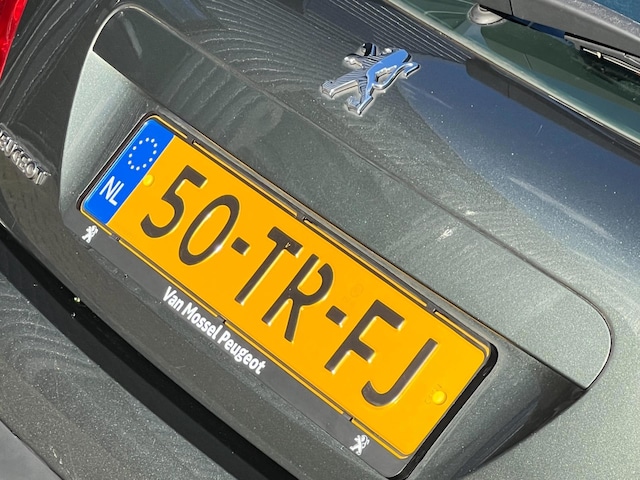 PEUGEOT
NL
50-TR-FJ
Van Mossel Peugeot